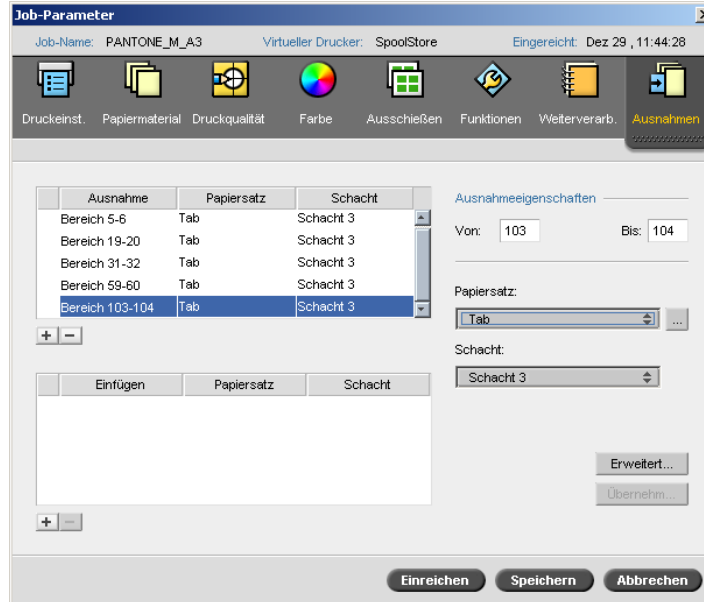 Job-Parameter
Job-Name: PANTONE_M_A3 Virtueller Drucker: SpoolStore Eingereicht: Dez 29 , 11:44:28
Druckeinst. Papiermaterial Druckqualität Farbe Ausschießen Funktionen Weiterverarb. Ausnahmen
Ausnahme Papiersatz Schacht
Bereich 5-6 Tab Schacht 3
Bereich 19-20 Tab Schacht 3
Bereich 31-32 Tab Schacht 3
Bereich 59-60 Tab Schacht 3
Bereich 103-104 Tab Schacht 3
+ −
Einfügen Papiersatz Schacht
+ −
Ausnahmeeigenschaften
Von: 103 Bis: 104
Papiersatz:
Tab ...
Schacht:
Schacht 3
Erweitert...
Übernehm...
Einreichen Speichern Abbrechen